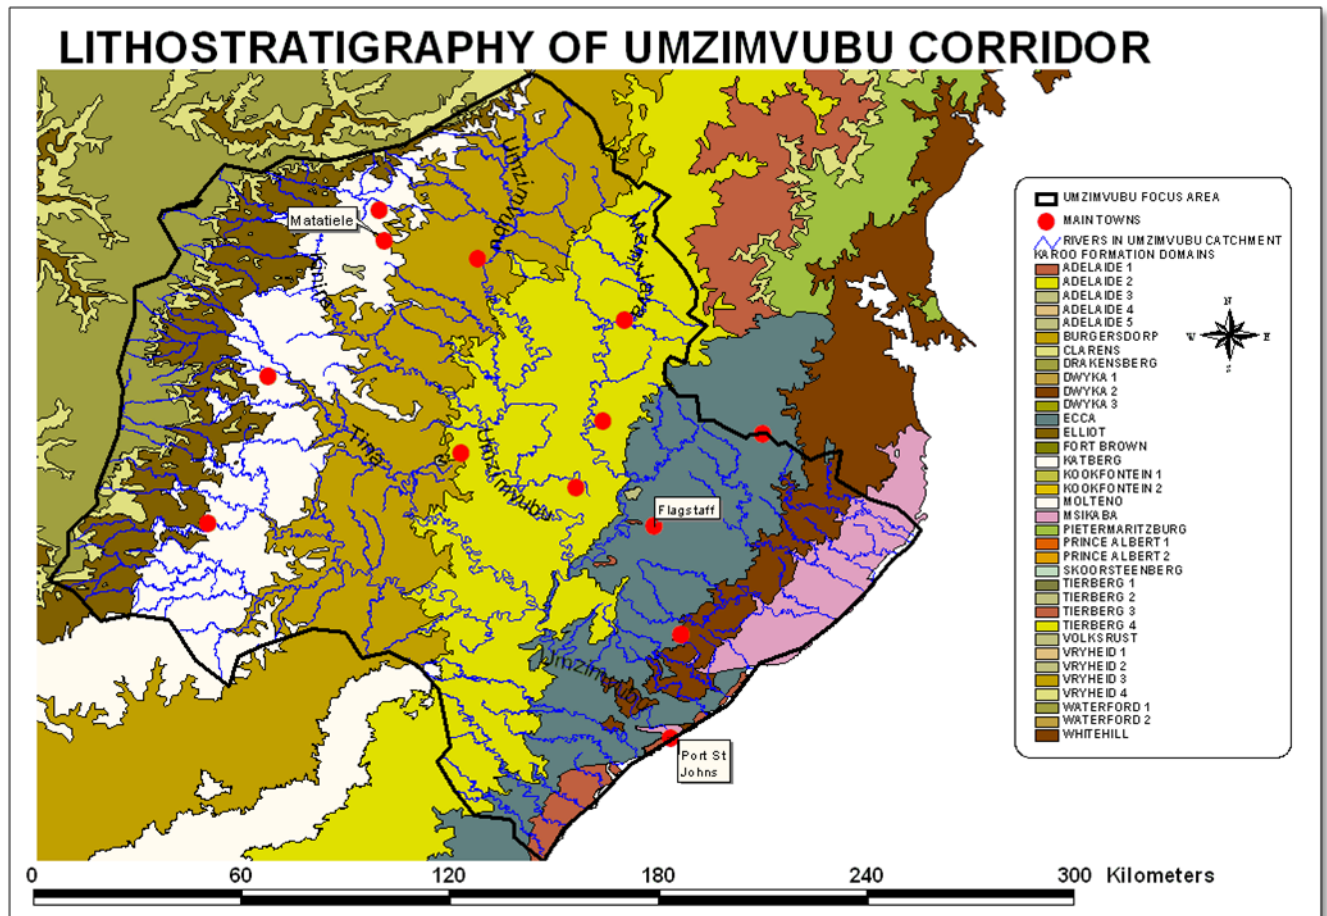 LITHOSTRATIGRAPHY OF UMZIMVUBU CORRIDOR
Umzimvubu
Matatiele
Kinira
Mzimhlava
Tina
Umzimvubu
Flagstaff
Umzimvubu
Port St
Johns
UMZIMVUBU FOCUS AREA
MAIN TOWNS
RIVERS IN UMZIMVUBU CATCHMENT
KAROO FORMATION DOMAINS
ADELAIDE 1
ADELAIDE 2
ADELAIDE 3
ADELAIDE 4
ADELAIDE 5
BURGERSDORP
CLARENS
DRAKENSBERG
DWYKA 1
DWYKA 2
DWYKA 3
ECCA
ELLIOT
FORT BROWN
KATBERG
KOOKFONTEIN 1
KOOKFONTEIN 2
MOLTENO
MSIKABA
PIETERMARITZBURG
PRINCE ALBERT 1
PRINCE ALBERT 2
SKOORSTEENBERG
TIERBERG 1
TIERBERG 2
TIERBERG 3
TIERBERG 4
VOLKSRUST
VRYHEID 1
VRYHEID 2
VRYHEID 3
VRYHEID 4
WATERFORD 1
WATERFORD 2
WHITEHILL
N
W E
S
0 60 120 180 240 300 Kilometers